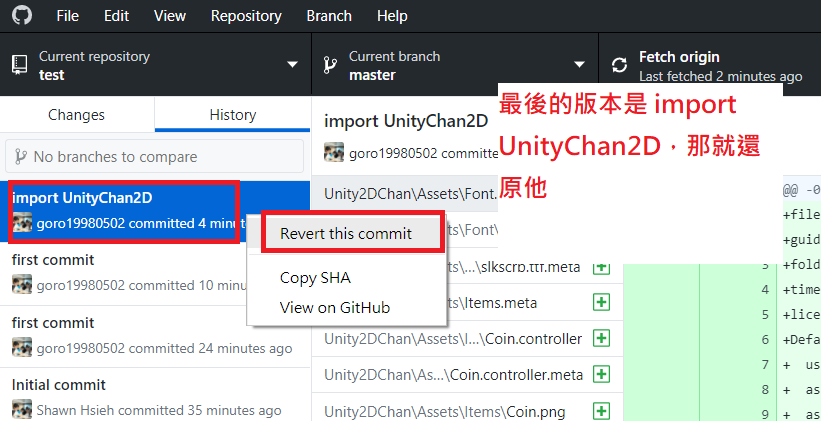 File Edit View Repository Branch Help
Current repository
test
Current branch
master
Fetch origin
Last fetched 2 minutes ago
Changes
History
No branches to compare
import UnityChan2D
goro19980502 committed 4 minut
first commit
goro19980502 committed 10 minu
first commit
goro19980502 committed 24 minutes ago
Initial commit
Shawn Hsieh committed 35 minutes ago
Revert this commit
Copy SHA
View on GitHub
import UnityChan2D
goro19980502 committed
最後的版本是 import
UnityChan2D，那就還
原他
Unity2DChan\Assets\Font.
ts\Font\
ts\...\slkscrb.ttf.meta
ts\Items.meta
Unity2DChan\Assets\I...\Coin.controller
Unity2DChan\As...\Coin.controller.meta
Unity2DChan\Assets\Items\Coin.png
@@ -0
+file
+guid
3 +fold
4 +time
5 +lice
6 +Defa
7 + us
8 + as
9 + as